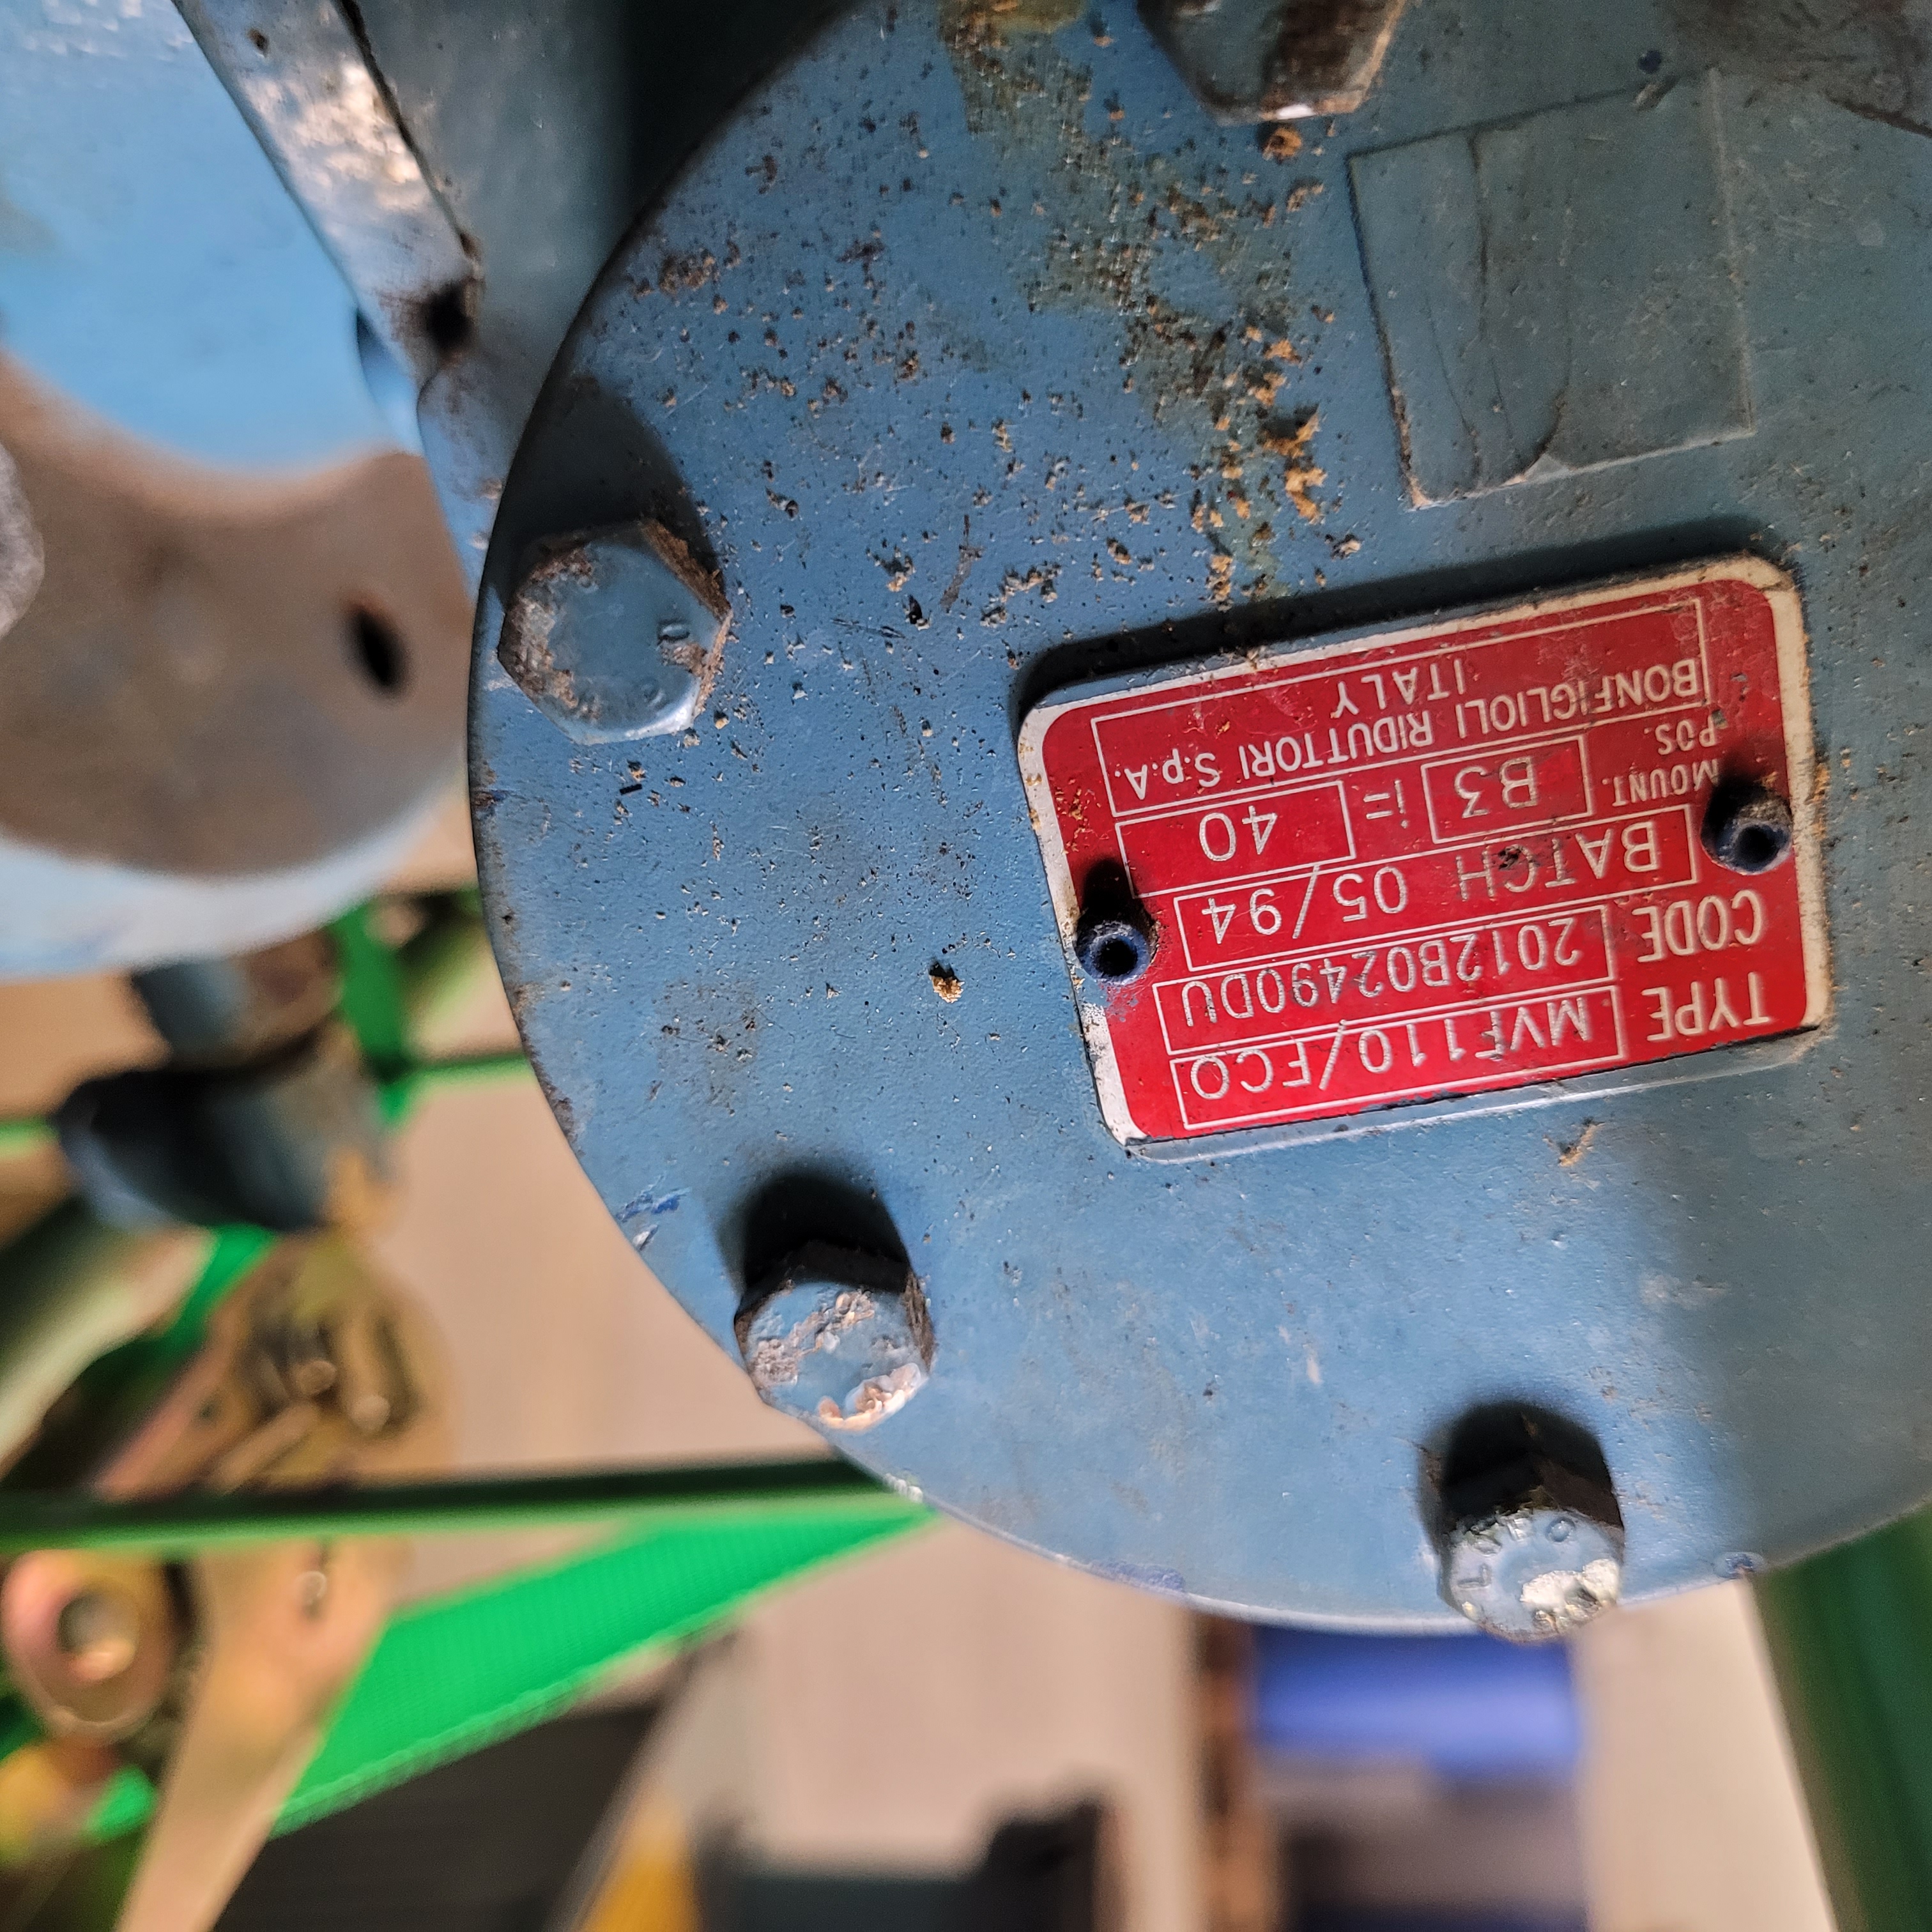 TYPE MVF110/FCO
CODE 2012B02490DU
BATCH 05/94
MOUNT. POS. B3 i= 40
BONFIGLIOLI RIDUTTORI S.p.A.
ITALY